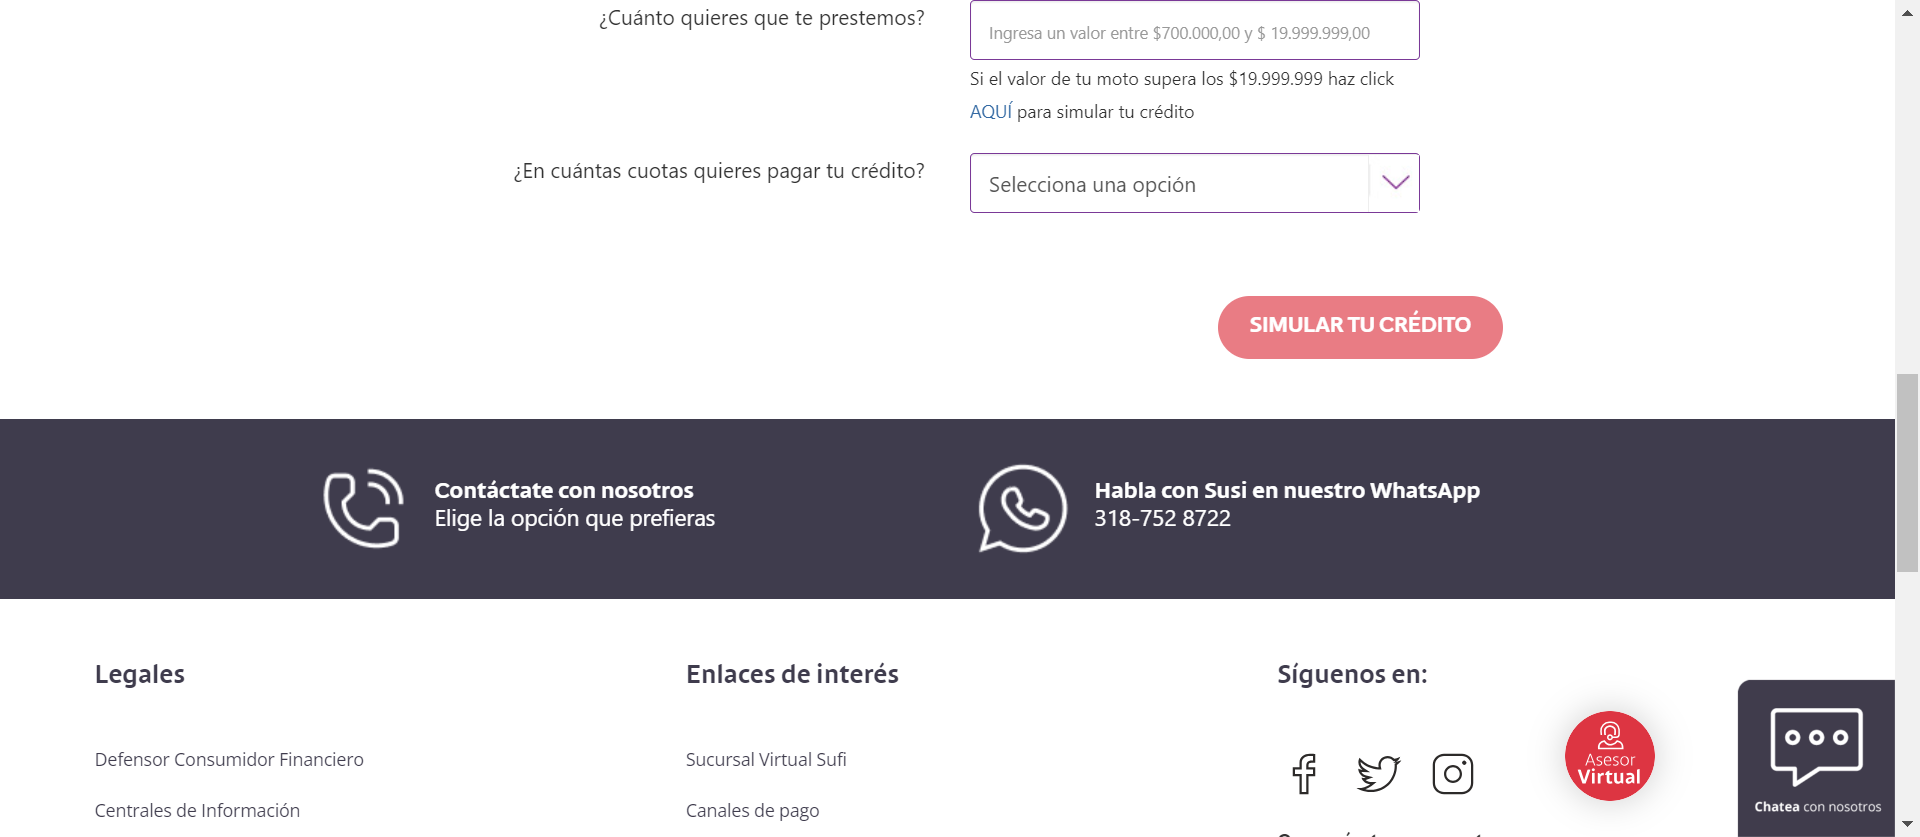 ¿Cuánto quieres que te prestemos?
Ingresa un valor entre $700.000,00 y $ 19.999.999,00
Si el valor de tu moto supera los $19.999.999 haz click
AQUÍ para simular tu crédito
¿En cuántas cuotas quieres pagar tu crédito?
Selecciona una opción
SIMULAR TU CRÉDITO
Contáctate con nosotros
Elige la opción que prefieras
Habla con Susi en nuestro WhatsApp
318-752 8722
Legales
Defensor Consumidor Financiero
Centrales de Información
Enlaces de interés
Sucursal Virtual Sufi
Canales de pago
Síguenos en:
Asesor
Virtual
Chatea con nosotros